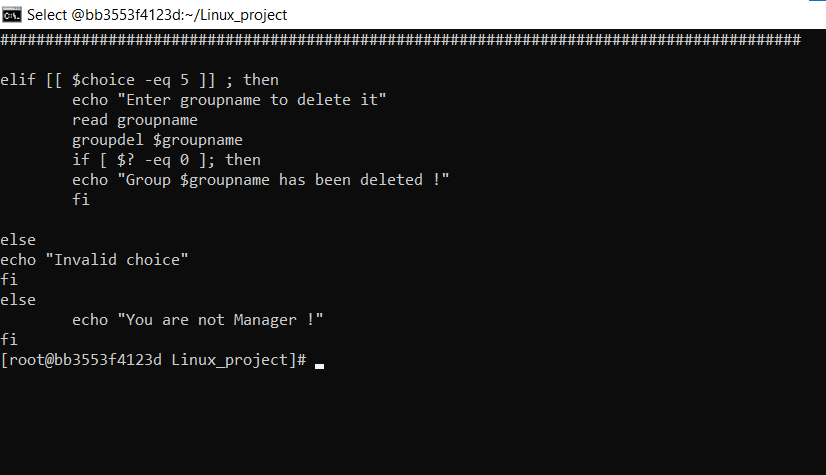 Select @bb3553f4123d:~/Linux_project
#########################################################################################
elif [[ $choice -eq 5 ]] ; then
echo "Enter groupname to delete it"
read groupname
groupdel $groupname
if [ $? -eq 0 ]; then
echo "Group $groupname has been deleted !"
fi
else
echo "Invalid choice"
fi
else
echo "You are not Manager !"
fi
[root@bb3553f4123d Linux_project]#